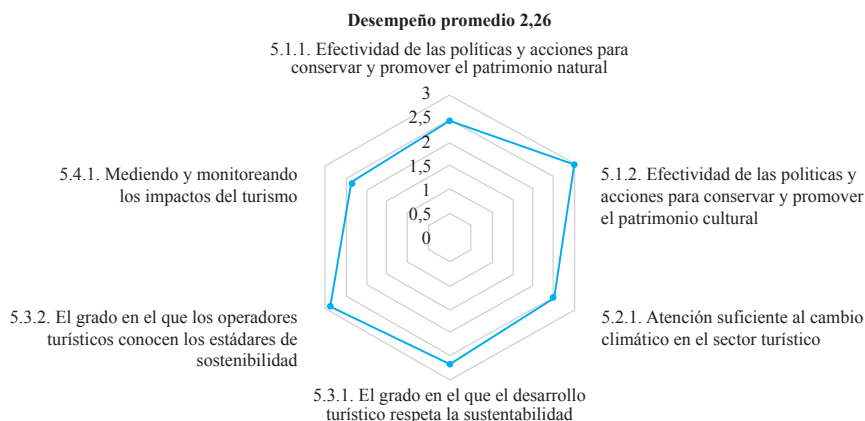 Desempeño promedio 2,26
5.1.1. Efectividad de las políticas y acciones para
conservar y promover el patrimonio natural
3
2,5
2
1,5
1
0,5
0
5.1.2. Efectividad de las politicas y
acciones para conservar y promover
el patrimonio cultural
5.2.1. Atención suficiente al cambio
climático en el sector turístico
5.3.1. El grado en el que el desarrollo
turístico respeta la sustentabilidad
5.3.2. El grado en el que los operadores
turísticos conocen los estádares de
sostenibilidad
5.4.1. Mediendo y monitoreando
los impactos del turismo